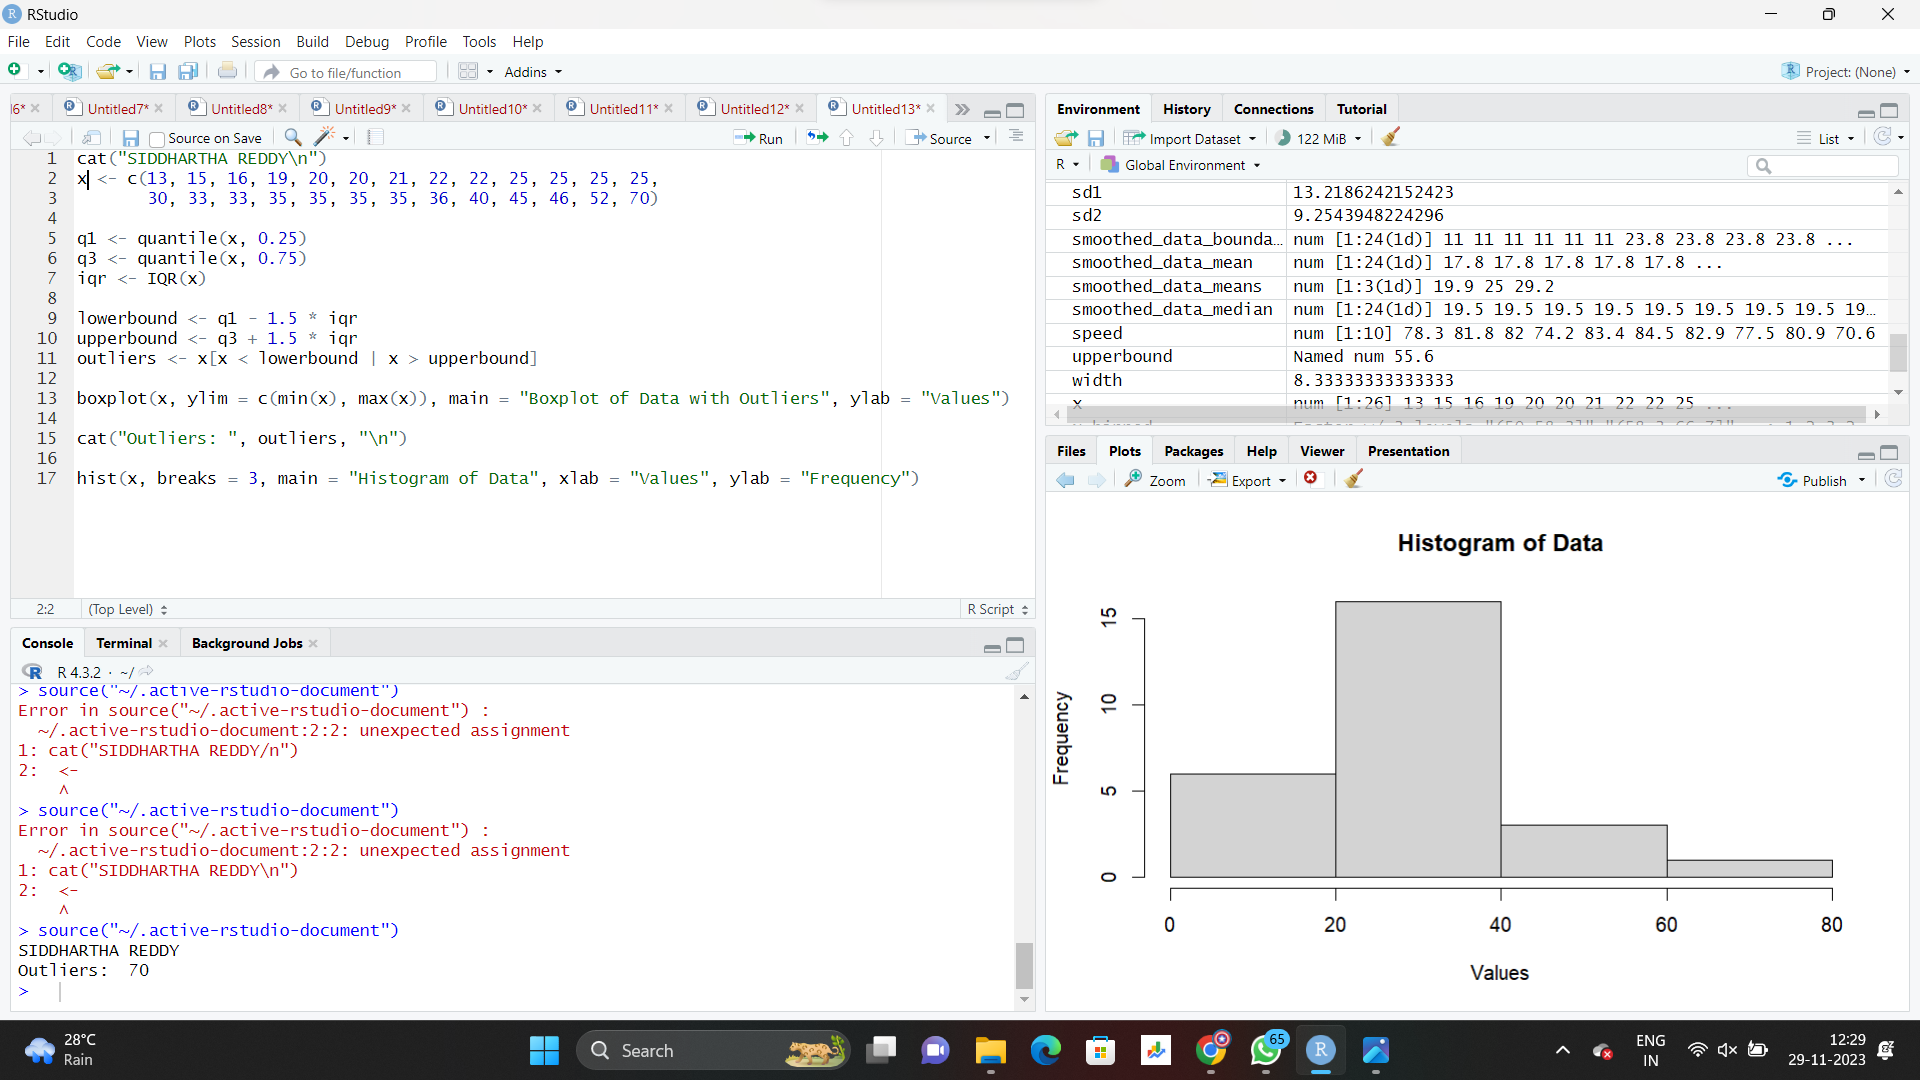 RStudio
File Edit Code View Plots Session Build Debug Profile Tools Help
Go to file/function Addins Project: (None)
l6* Untitled7* Untitled8* Untitled9* Untitled10* Untitled11* Untitled12* Untitled13*
Source on Save Run Source
1 cat("SIDDHARTHA REDDY\n")
2 x <- c(13, 15, 16, 19, 20, 20, 21, 22, 22, 25, 25, 25, 25,
3 30, 33, 33, 35, 35, 35, 35, 36, 40, 45, 46, 52, 70)
4
5 q1 <- quantile(x, 0.25)
6 q3 <- quantile(x, 0.75)
7 iqr <- IQR(x)
8
9 lowerbound <- q1 - 1.5 * iqr
10 upperbound <- q3 + 1.5 * iqr
11 outliers <- x[x < lowerbound | x > upperbound]
12
13 boxplot(x, ylim = c(min(x), max(x)), main = "Boxplot of Data with Outliers", ylab = "Values")
14
15 cat("Outliers: ", outliers, "\n")
16
17 hist(x, breaks = 3, main = "Histogram of Data", xlab = "Values", ylab = "Frequency")
2:2 (Top Level) R Script
Console Terminal Background Jobs
R 4.3.2 · ~/
> source("~/.active-rstudio-document")
Error in source("~/.active-rstudio-document") :
~/.active-rstudio-document:2:2: unexpected assignment
1: cat("SIDDHARTHA REDDY/n")
2: <-
^
> source("~/.active-rstudio-document")
Error in source("~/.active-rstudio-document") :
~/.active-rstudio-document:2:2: unexpected assignment
1: cat("SIDDHARTHA REDDY\n")
2: <-
^
> source("~/.active-rstudio-document")
SIDDHARTHA REDDY
Outliers: 70
>
Environment History Connections Tutorial
Import Dataset 122 MiB List
R Global Environment
sd1 13.2186242152423
sd2 9.2543948224296
smoothed_data_bounda… num [1:24(1d)] 11 11 11 11 11 11 23.8 23.8 23.8 23.8 ...
smoothed_data_mean num [1:24(1d)] 17.8 17.8 17.8 17.8 17.8 ...
smoothed_data_means num [1:3(1d)] 19.9 25 29.2
smoothed_data_median num [1:24(1d)] 19.5 19.5 19.5 19.5 19.5 19.5 19.5 19.5 19…
speed num [1:10] 78.3 81.8 82 74.2 83.4 84.5 82.9 77.5 80.9 70.6
upperbound Named num 55.6
width 8.33333333333333
x num [1:26] 13 15 16 19 20 20 21 22 22 25 ...
Files Plots Packages Help Viewer Presentation
Zoom Export Publish
Histogram of Data
Frequency
15
10
5
0
0 20 40 60 80
Values
28°C
Rain
Search
65
ENG
IN
12:29
29-11-2023